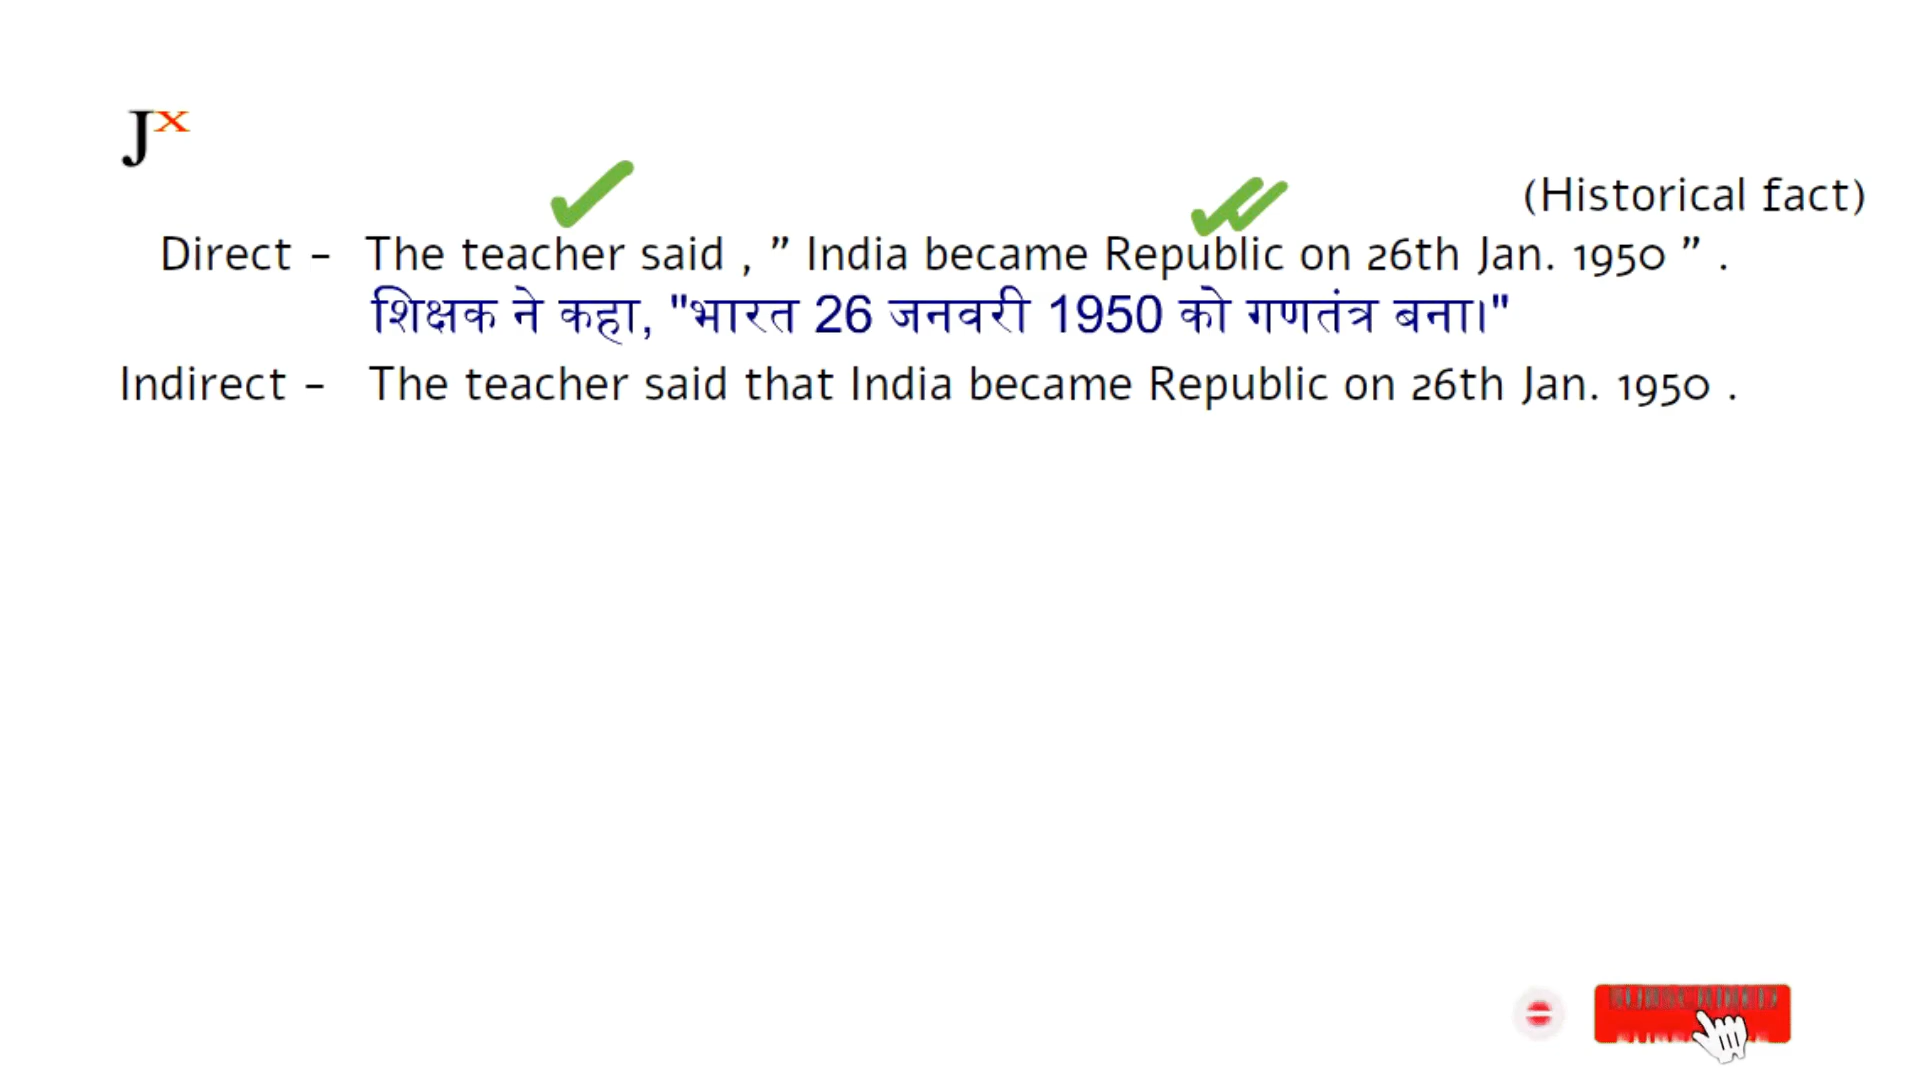 Jx
(Historical fact)
Direct - The teacher said , ” India became Republic on 26th Jan. 1950 ” .
शिक्षक ने कहा, "भारत 26 जनवरी 1950 को गणतंत्र बना।"
Indirect - The teacher said that India became Republic on 26th Jan. 1950 .